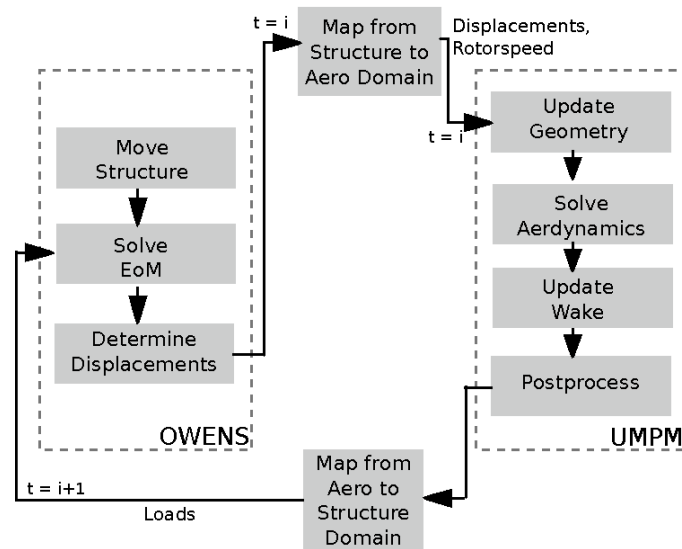 t = i
Map from
Structure to
Aero Domain
Displacements,
Rotorspeed
t = i
Move
Structure
Solve
EoM
Determine
Displacements
OWENS
Update
Geometry
Solve
Aerdynamics
Update
Wake
Postprocess
UMPM
Map from
Aero to
Structure
Domain
t = i+1
Loads